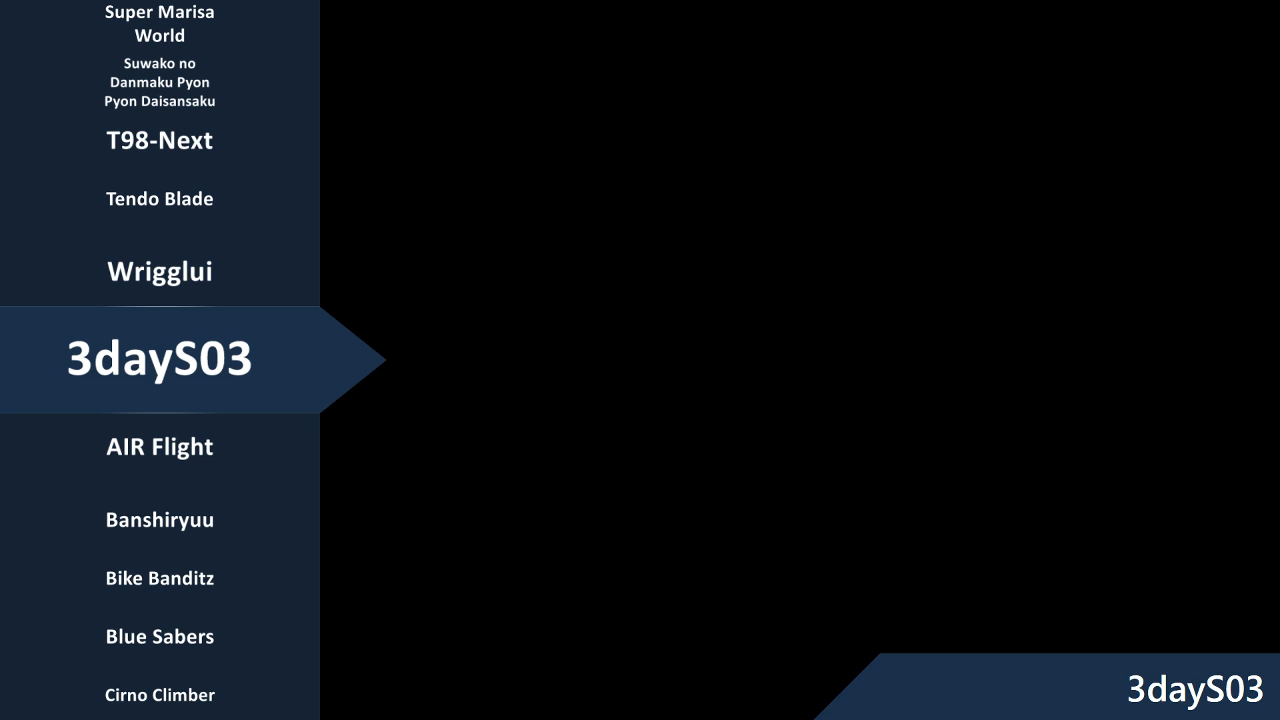 Super Marisa
World
Suwako no
Danmaku Pyon
Pyon Daisansaku
T98-Next
Tendo Blade
Wrigglui
3dayS03
AIR Flight
Banshiryuu
Bike Banditz
Blue Sabers
Cirno Climber
3dayS03